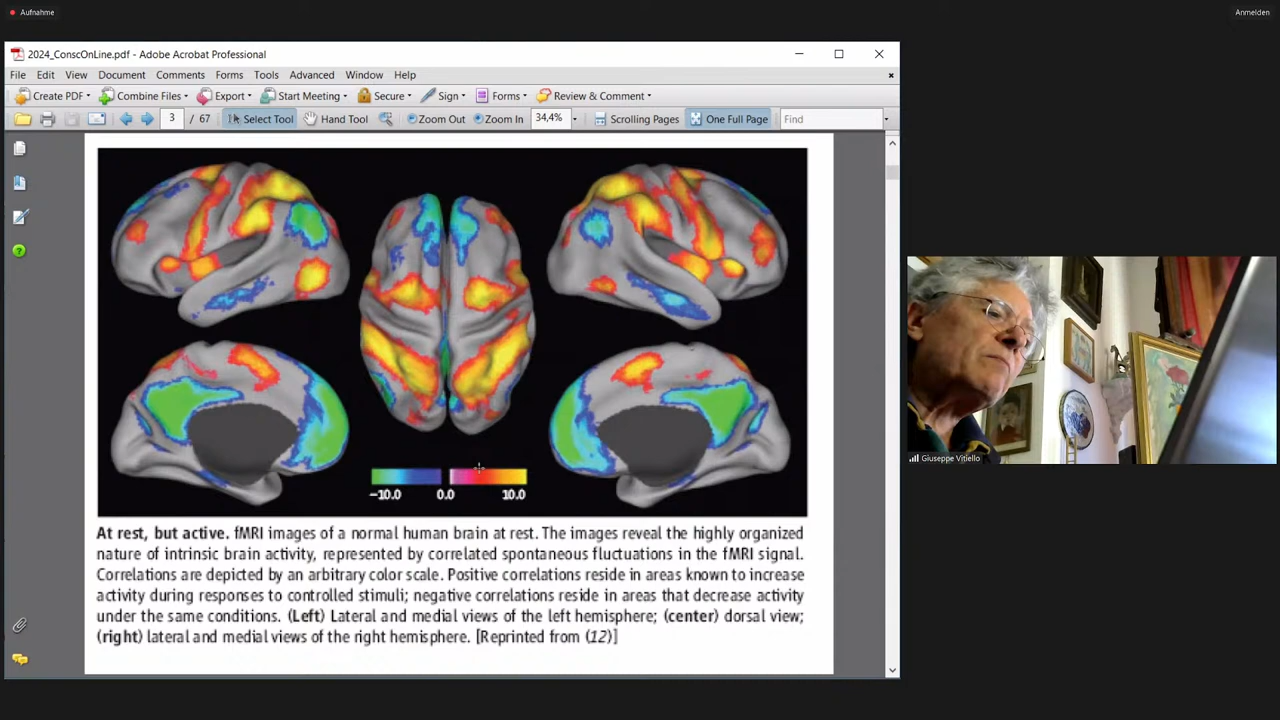 Aufnahme
Anmelden
2024_ConscOnLine.pdf - Adobe Acrobat Professional
File Edit View Document Comments Forms Tools Advanced Window Help
Create PDF Combine Files Export Start Meeting Secure Sign Forms Review & Comment
3 / 67 Select Tool Hand Tool Zoom Out Zoom In 34,4% Scrolling Pages One Full Page Find
−10.0 0.0 10.0
At rest, but active. fMRI images of a normal human brain at rest. The images reveal the highly organized
nature of intrinsic brain activity, represented by correlated spontaneous fluctuations in the fMRI signal.
Correlations are depicted by an arbitrary color scale. Positive correlations reside in areas known to increase
activity during responses to controlled stimuli; negative correlations reside in areas that decrease activity
under the same conditions. (Left) Lateral and medial views of the left hemisphere; (center) dorsal view;
(right) lateral and medial views of the right hemisphere. [Reprinted from (12)]
Giuseppe Vitiello